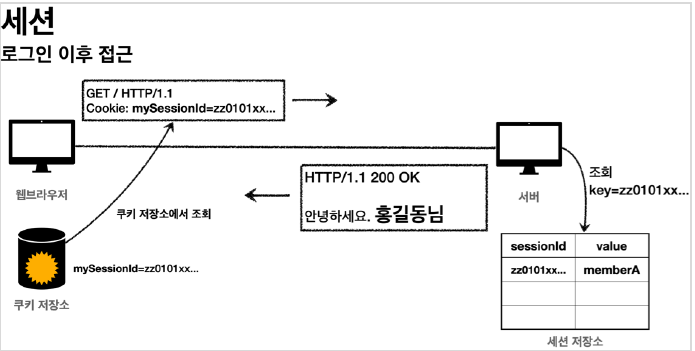 세션
로그인 이후 접근
GET / HTTP/1.1
Cookie: mySessionId=zz0101xx...
웹브라우저
서버
HTTP/1.1 200 OK
안녕하세요. 홍길동님
조회
key=zz0101xx...
쿠키 저장소에서 조회
mySessionId=zz0101xx...
쿠키 저장소
sessionId value
zz0101xx... memberA
세션 저장소